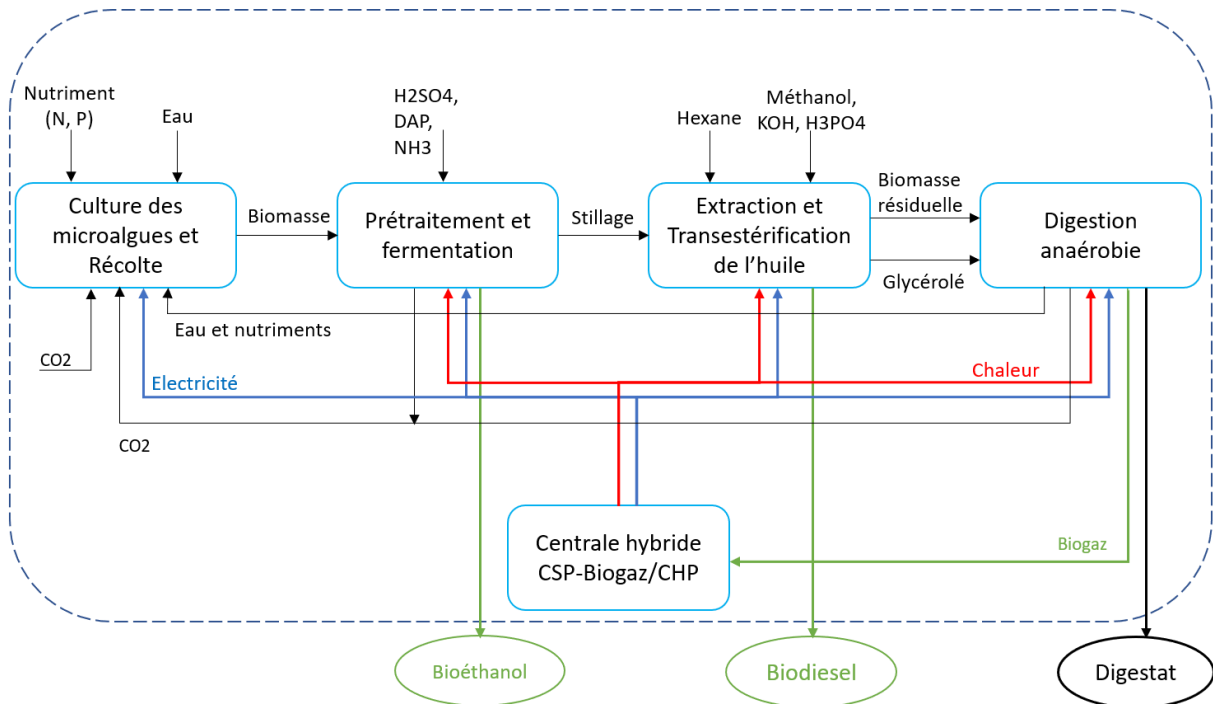 Nutriment
(N, P)
Eau
H2SO4,
DAP,
NH3
Hexane
Méthanol,
KOH, H3PO4
Culture des
microalgues et
Récolte
Biomasse
Prétraitement et
fermentation
Stillage
Extraction et
Transestérification
de l’huile
Biomasse
résiduelle
Glycérolé
Digestion
anaérobie
Eau et nutriments
CO2
Electricité
Chaleur
CO2
Centrale hybride
CSP-Biogaz/CHP
Biogaz
Bioéthanol
Biodiesel
Digestat